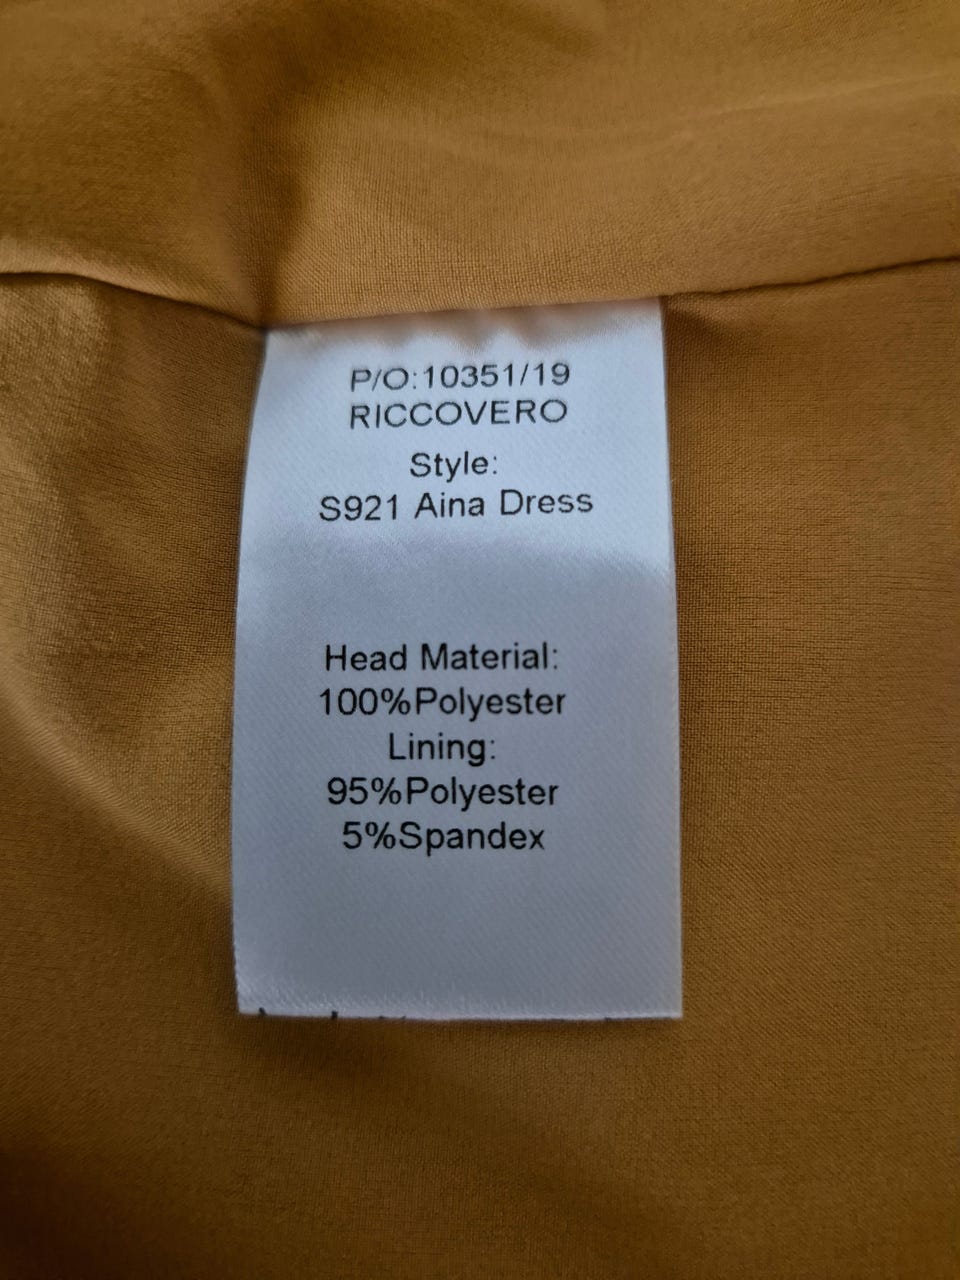 P/O:10351/19
RICCOVERO
Style:
S921 Aina Dress
Head Material:
100%Polyester
Lining:
95%Polyester
5%Spandex